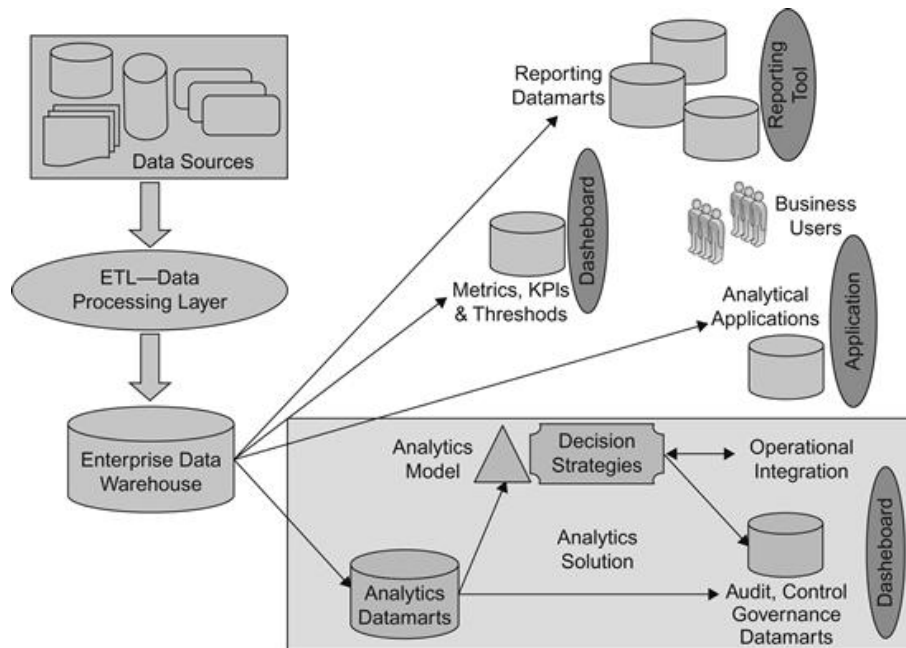 Data Sources
ETL—Data
Processing Layer
Enterprise Data
Warehouse
Reporting
Datamarts
Reporting
Tool
Metrics, KPIs
& Threshods
Dasheboard
Business
Users
Analytical
Applications
Application
Analytics
Model
Decision
Strategies
Operational
Integration
Analytics
Solution
Analytics
Datamarts
Audit, Control
Governance
Datamarts
Dasheboard